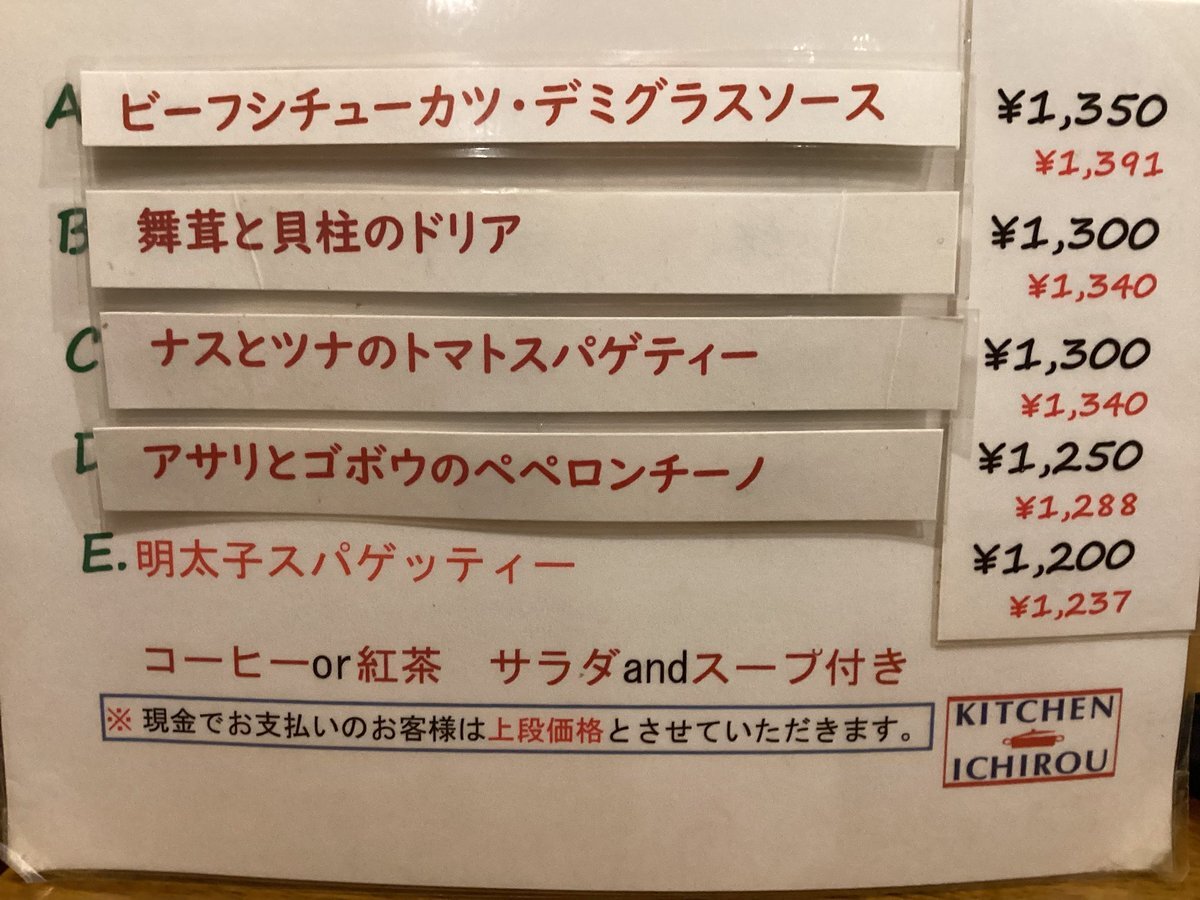 A ビーフシチューカツ・デミグラスソース ¥1,350
¥1,391
B 舞茸と貝柱のドリア ¥1,300
¥1,340
C ナスとツナのトマトスパゲティー ¥1,300
¥1,340
D アサリとゴボウのペペロンチーノ ¥1,250
¥1,288
E. 明太子スパゲッティー ¥1,200
¥1,237
コーヒーor紅茶 サラダandスープ付き
※ 現金でお支払いのお客様は上段価格とさせていただきます。
KITCHEN
ICHIROU